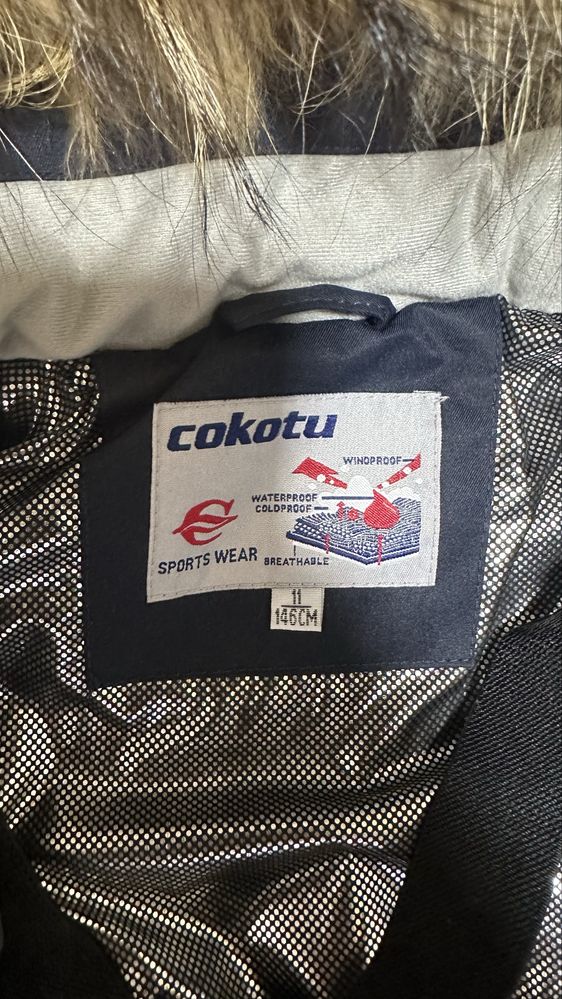 cokotu
WINDPROOF
WATERPROOF
COLDPROOF
SPORTS WEAR
BREATHABLE
11
146CM